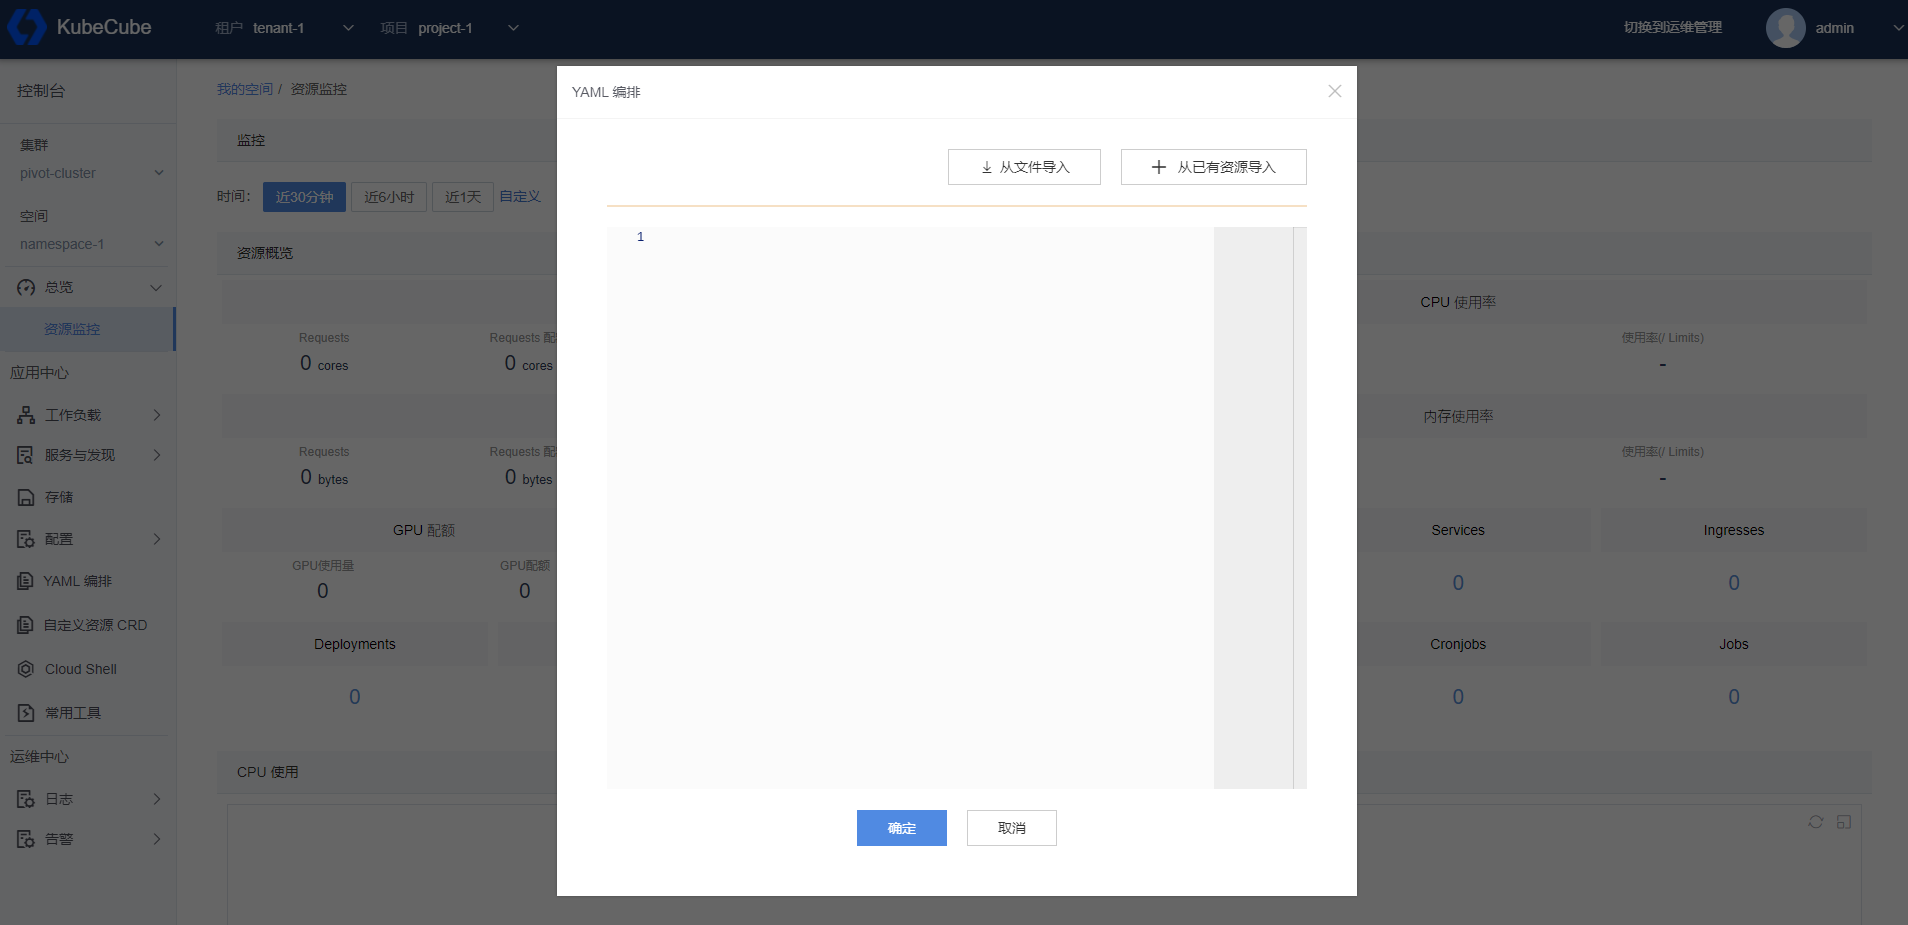 KubeCube
租户 tenant-1 项目 project-1
切换到运维管理 admin
控制台
集群
pivot-cluster
空间
namespace-1
总览
资源监控
应用中心
工作负载
服务与发现
存储
配置
YAML 编排
自定义资源 CRD
Cloud Shell
常用工具
运维中心
日志
告警
我的空间 / 资源监控
监控
时间: 近30分钟 近6小时 近1天 自定义
资源概览
CPU 使用率
Requests Requests 配 使用率(/ Limits)
0 cores 0 cores -
内存使用率
Requests Requests 配 使用率(/ Limits)
0 bytes 0 bytes -
GPU 配额 Services Ingresses
GPU使用量 GPU配额
0 0 0 0
Deployments Cronjobs Jobs
0 0 0
CPU 使用
YAML 编排
从文件导入 从已有资源导入
1
确定 取消